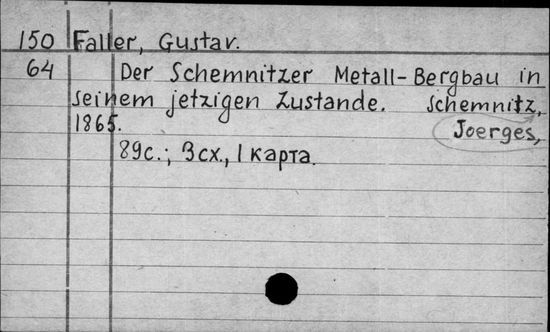 150 Faller, Gustav.
64 Der Schemnitzer Metall-Bergbau in
seinem jetzigen Zustande. Schemnitz,
Joerges,
1865.
89с.; 3сх., 1 карта.